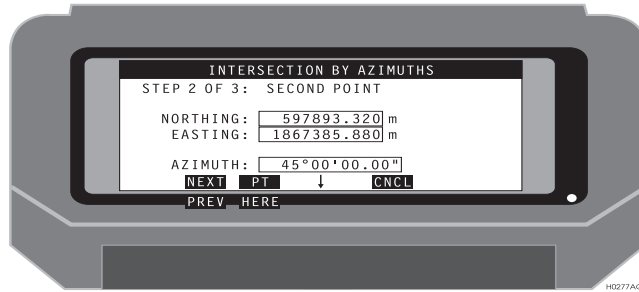 INTERSECTION BY AZIMUTHS
STEP 2 OF 3: SECOND POINT
NORTHING: 597893.320 m
EASTING: 1867385.880 m
AZIMUTH: 45°00'00.00"
NEXT PT ↓ CNCL
PREV HERE
H0277AC